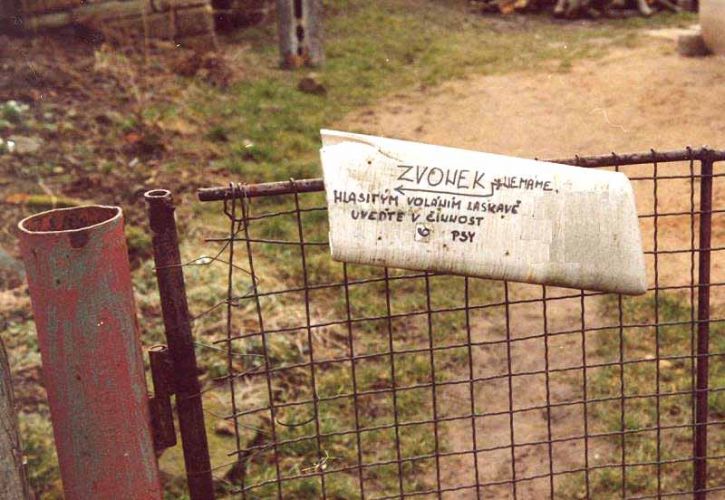 ZVONEK NEMÁME.
HLASITÝM VOLÁNÍM LASKAVĚ
UVEĎTE V ČINNOST
PSY